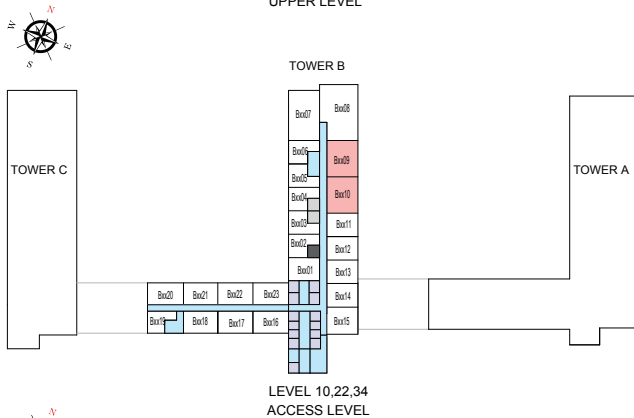 UPPER LEVEL
N
W
E
S
TOWER B
TOWER C
TOWER A
Bxx07
Bxx08
Bxx06
Bxx09
Bxx05
Bxx04
Bxx10
Bxx03
Bxx11
Bxx02
Bxx12
Bxx01
Bxx13
Bxx20
Bxx21
Bxx22
Bxx23
Bxx14
Bxx19
Bxx18
Bxx17
Bxx16
Bxx15
LEVEL 10,22,34
ACCESS LEVEL
N